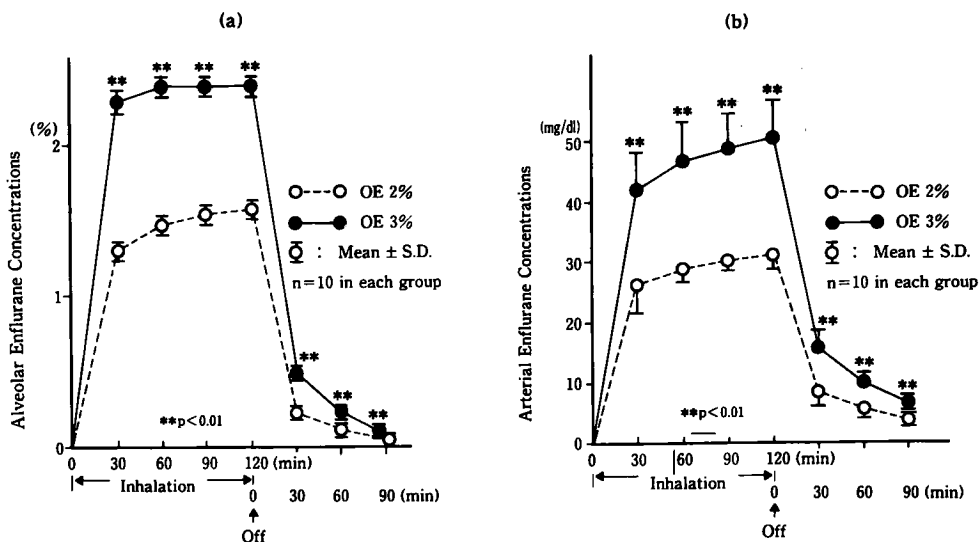 (a)
** ** ** **
(%)
2
1
0
Alveolar Enflurane Concentrations
OE 2%
OE 3%
: Mean ± S.D.
n=10 in each group
**
**
**
**p<0.01
0 30 60 90 120 (min)
Inhalation
0 30 60 90 (min)
Off
(b)
** ** ** **
(mg/dl)
50
40
30
20
10
0
Arterial Enflurane Concentrations
OE 2%
OE 3%
: Mean ± S.D.
n=10 in each group
**
**
**
**p<0.01
0 30 60 90 120 (min)
Inhalation
0 30 60 90 (min)
Off